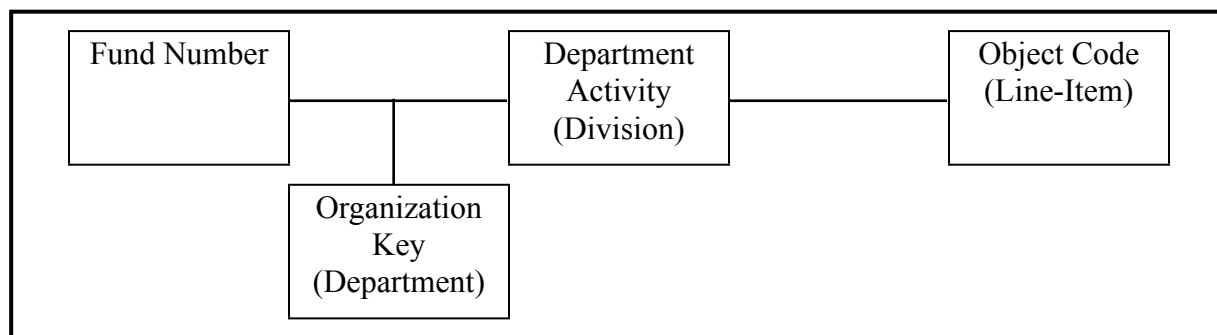 Fund Number
Department
Activity
(Division)
Object Code
(Line-Item)
Organization
Key
(Department)